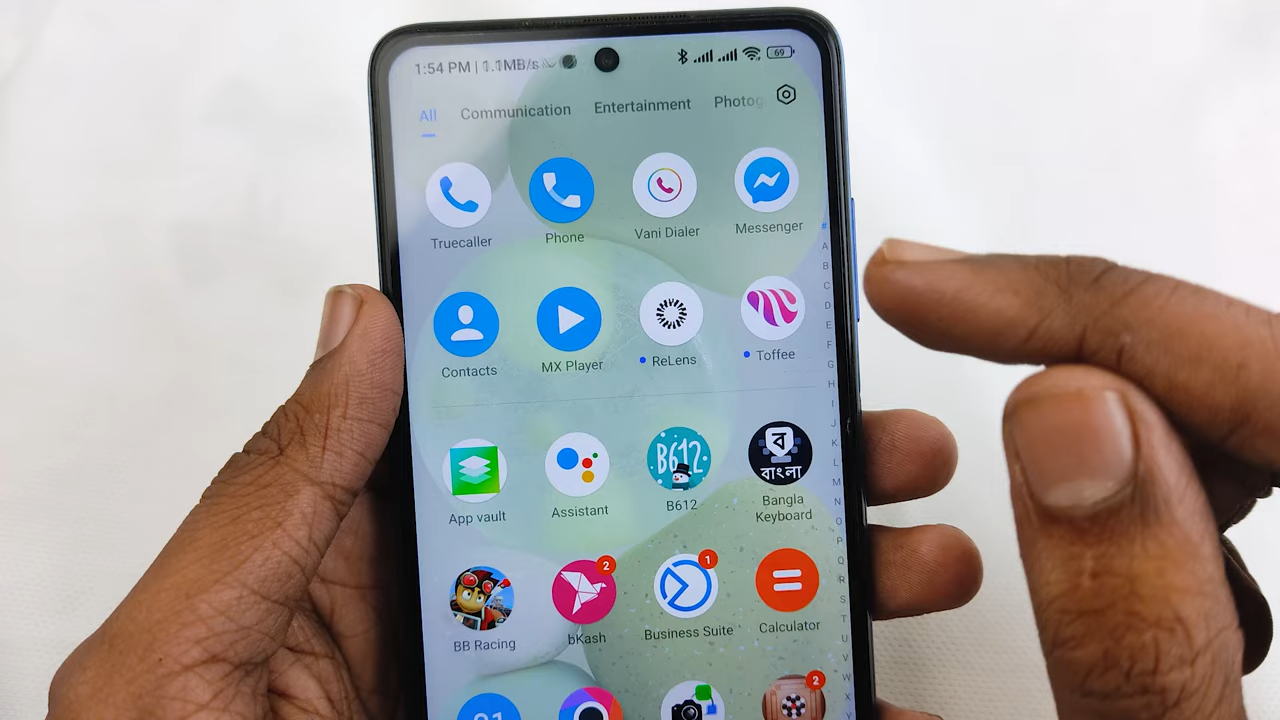 1:54 PM | 1.1MB/s
69
All Communication Entertainment Photog
Truecaller Phone Vani Dialer Messenger
Contacts MX Player ReLens Toffee
B612
ব
বাংলা
App vault Assistant B612 Bangla
Keyboard
2 1
BB Racing bKash Business Suite Calculator
2
#
A
B
C
D
E
F
G
H
I
J
K
L
M
N
O
P
Q
R
S
T
U
V
W
X
Y